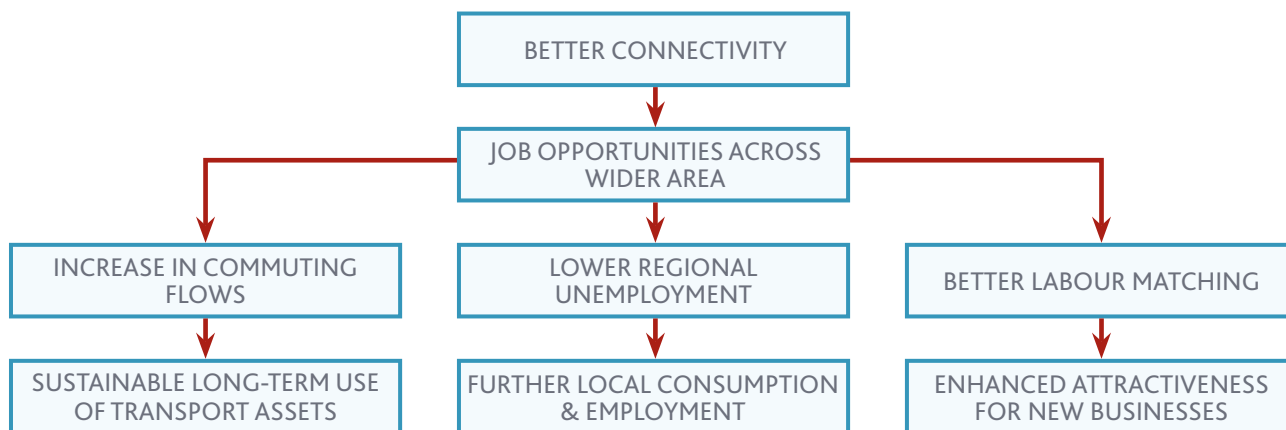 BETTER CONNECTIVITY
JOB OPPORTUNITIES ACROSS
WIDER AREA
INCREASE IN COMMUTING
FLOWS
LOWER REGIONAL
UNEMPLOYMENT
BETTER LABOUR MATCHING
SUSTAINABLE LONG-TERM USE
OF TRANSPORT ASSETS
FURTHER LOCAL CONSUMPTION
& EMPLOYMENT
ENHANCED ATTRACTIVENESS
FOR NEW BUSINESSES